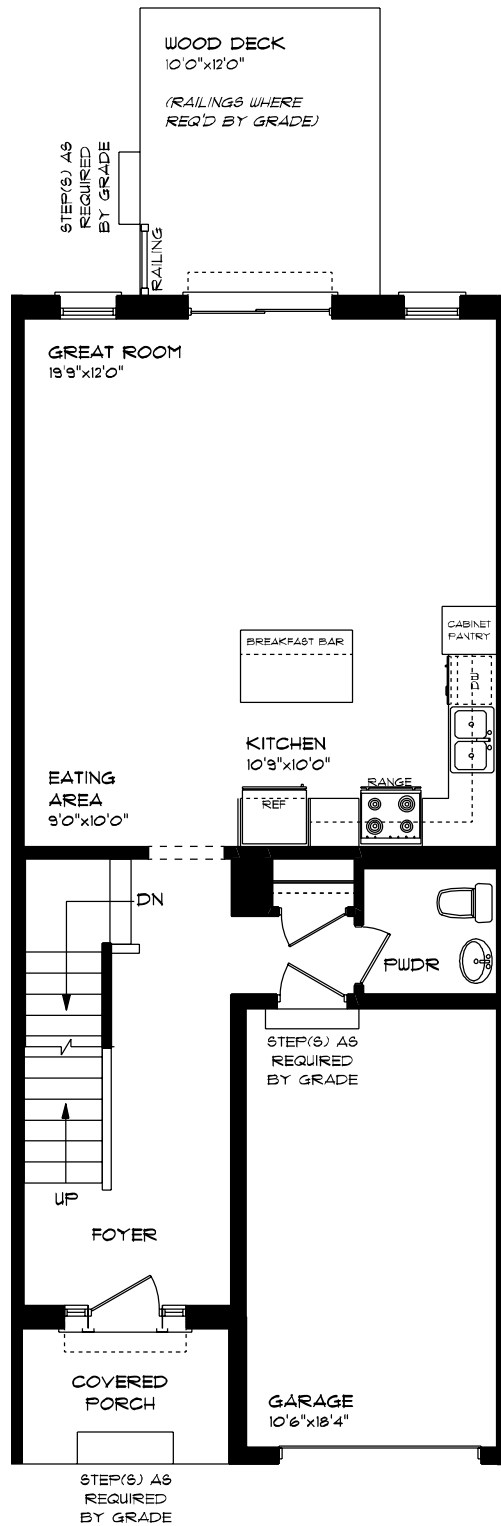 WOOD DECK
10'0"x12'0"
(RAILINGS WHERE
REQ'D BY GRADE)
STEP(S) AS
REQUIRED
BY GRADE
RAILING
GREAT ROOM
19'9"x12'0"
CABINET
PANTRY
BREAKFAST BAR
DW
KITCHEN
10'9"x10'0"
EATING
AREA
9'0"x10'0"
RANGE
REF
DN
PWDR
STEP(S) AS
REQUIRED
BY GRADE
UP
FOYER
COVERED
PORCH
GARAGE
10'6"x18'4"
STEP(S) AS
REQUIRED
BY GRADE